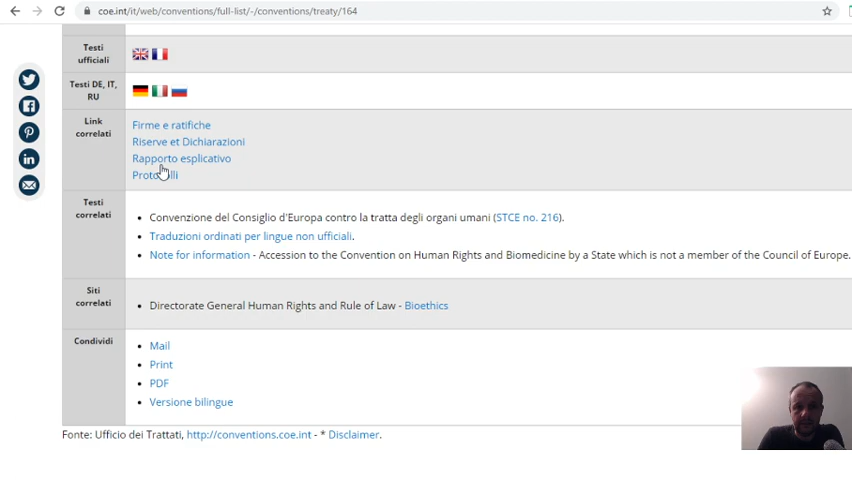 coe.int/it/web/conventions/full-list/-/conventions/treaty/164
Testi
ufficiali
Testi DE, IT,
RU
Link
correlati
Firme e ratifiche
Riserve et Dichiarazioni
Rapporto esplicativo
Protocolli
Testi
correlati
Convenzione del Consiglio d'Europa contro la tratta degli organi umani (STCE no. 216).
Traduzioni ordinati per lingue non ufficiali.
Note for information - Accession to the Convention on Human Rights and Biomedicine by a State which is not a member of the Council of Europe.
Siti
correlati
Directorate General Human Rights and Rule of Law - Bioethics
Condividi
Mail
Print
PDF
Versione bilingue
Fonte: Ufficio dei Trattati, http://conventions.coe.int - * Disclaimer.